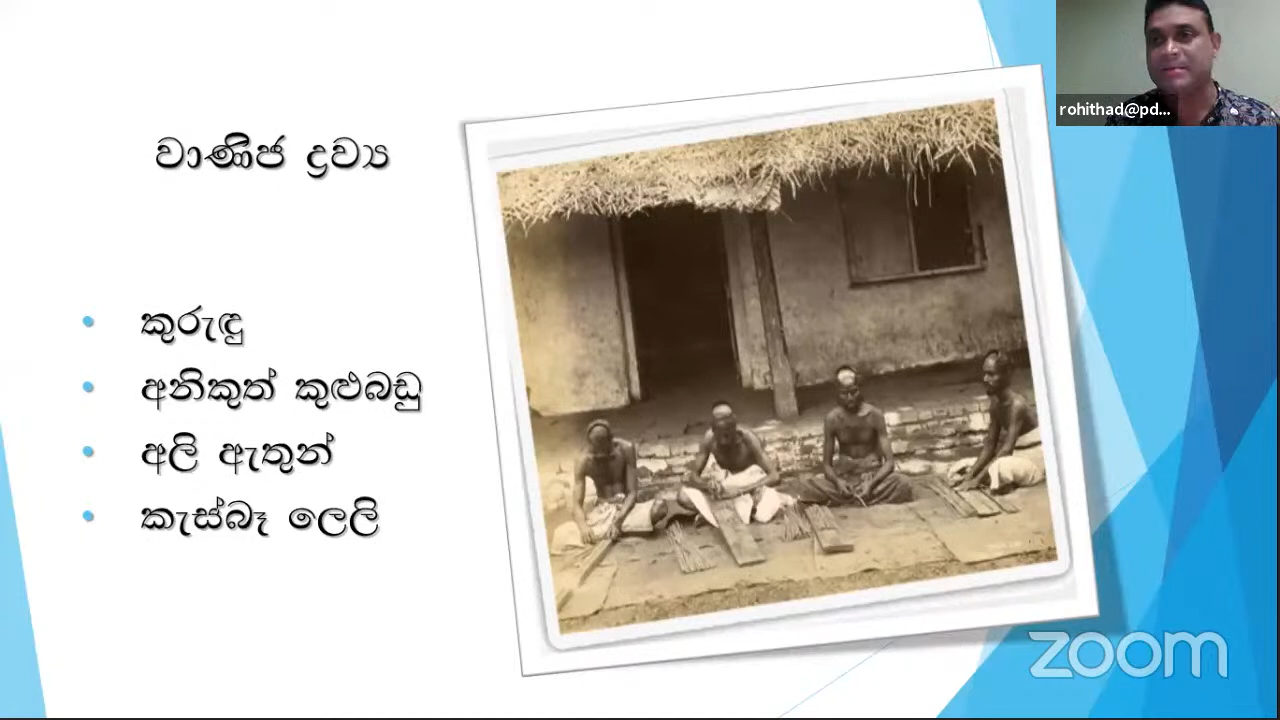 වාණිජ ද්‍රව්‍ය
• කුරුඳු
• අනිකුත් කුළුබඩු
• අලි ඇතුන්
• කැස්බෑ ලෙලි
rohithad@pd...
zoom